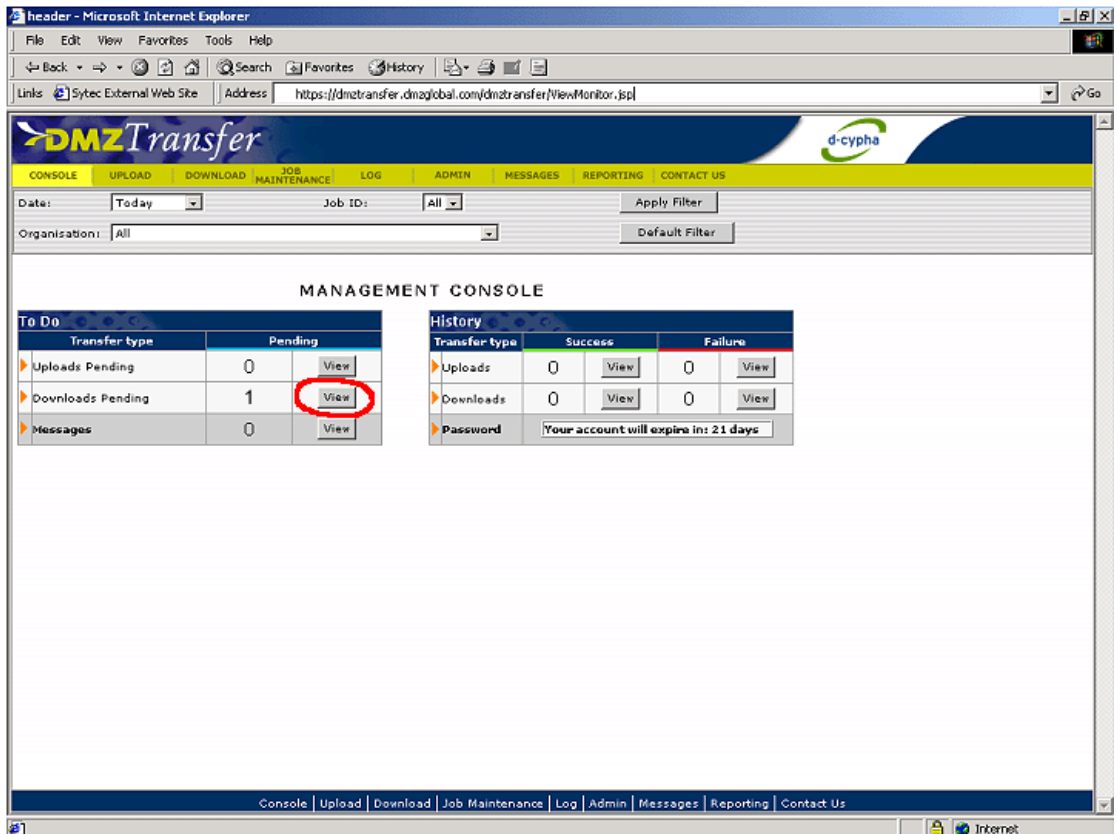 header - Microsoft Internet Explorer
File Edit View Favorites Tools Help
Back Search Favorites History
Links Sytec External Web Site Address https://dmztransfer.dmzglobal.com/dmztransfer/ViewMonitor.jsp Go
DMZTransfer d-cypha
CONSOLE UPLOAD DOWNLOAD JOB MAINTENANCE LOG ADMIN MESSAGES REPORTING CONTACT US
Date: Today Job ID: All Apply Filter
Organisation: All Default Filter
MANAGEMENT CONSOLE
To Do History
Transfer type Pending Transfer type Success Failure
Uploads Pending 0 View Uploads 0 View 0 View
Downloads Pending 1 View Downloads 0 View 0 View
Messages 0 View Password Your account will expire in: 21 days
Console | Upload | Download | Job Maintenance | Log | Admin | Messages | Reporting | Contact Us
Internet